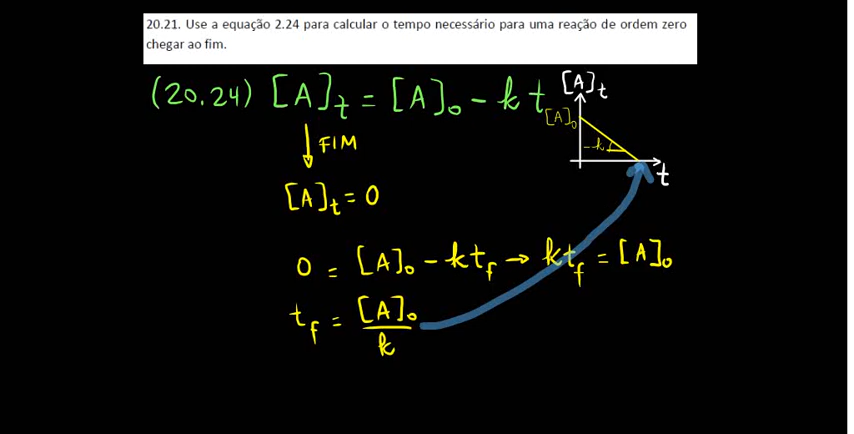 20.21. Use a equação 2.24 para calcular o tempo necessário para uma reação de ordem zero
chegar ao fim.
(20.24) [A]t = [A]₀ - k t
[A]t
[A]₀
-k
t
FIM
[A]t = 0
0 = [A]₀ - ktf → ktf = [A]₀
tf = [A]₀
k